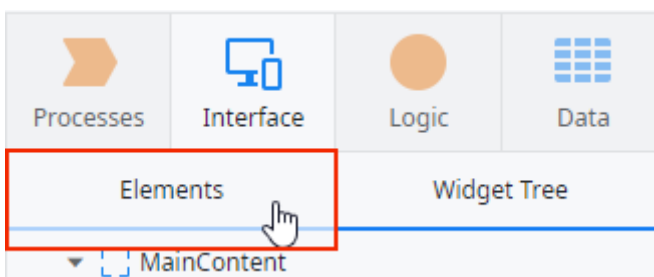 Processes Interface Logic Data
Elements Widget Tree
MainContent